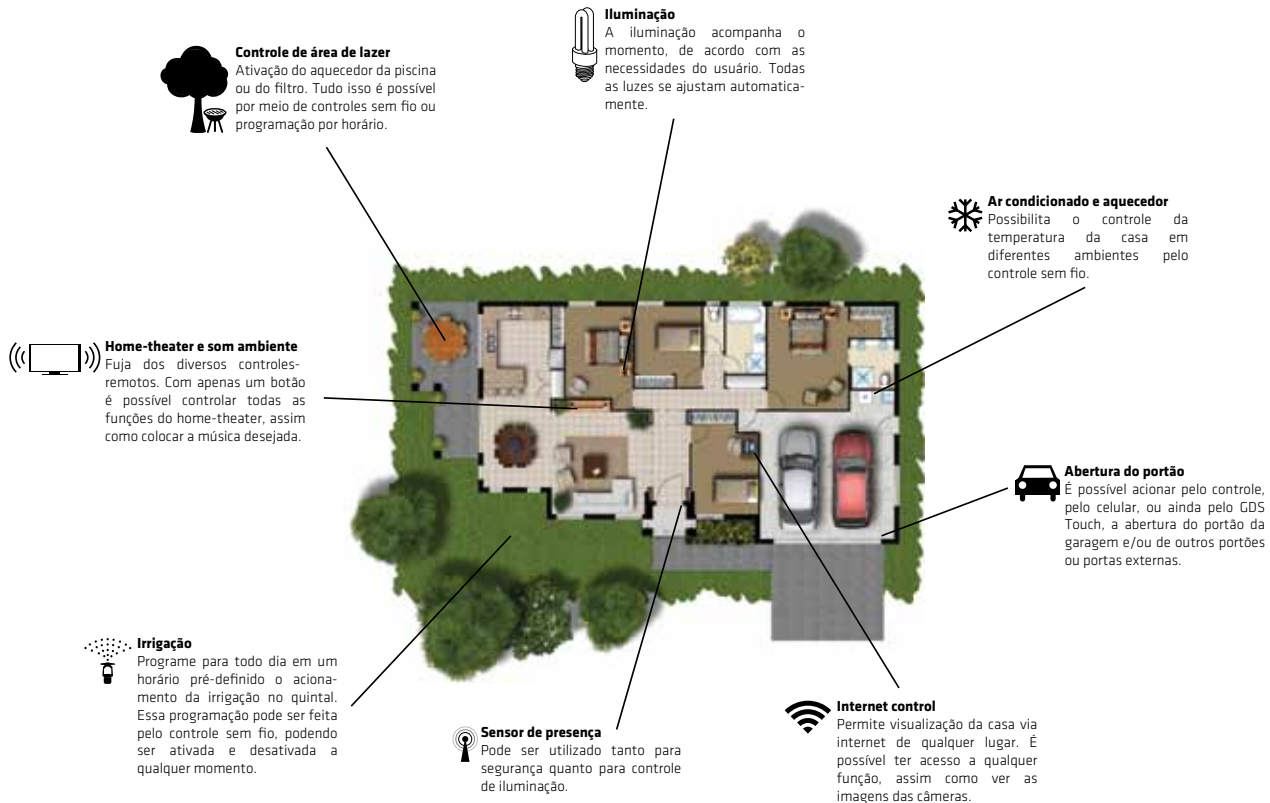 Iluminação
A iluminação acompanha o
momento, de acordo com as
necessidades do usuário. Todas
as luzes se ajustam automatica-
mente.
Controle de área de lazer
Ativação do aquecedor da piscina
ou do filtro. Tudo isso é possível
por meio de controles sem fio ou
programação por horário.
Ar condicionado e aquecedor
Possibilita o controle da
temperatura da casa em
diferentes ambientes pelo
controle sem fio.
Home-theater e som ambiente
Fuja dos diversos controles-
remotos. Com apenas um botão
é possível controlar todas as
funções do home-theater, assim
como colocar a música desejada.
Abertura do portão
É possível acionar pelo controle,
pelo celular, ou ainda pelo GDS
Touch, a abertura do portão da
garagem e/ou de outros portões
ou portas externas.
Irrigação
Programe para todo dia em um
horário pré-definido o aciona-
mento da irrigação no quintal.
Essa programação pode ser feita
pelo controle sem fio, podendo
ser ativada e desativada a
qualquer momento.
Sensor de presença
Pode ser utilizado tanto para
segurança quanto para controle
de iluminação.
Internet control
Permite visualização da casa via
internet de qualquer lugar. É
possível ter acesso a qualquer
função, assim como ver as
imagens das câmeras.